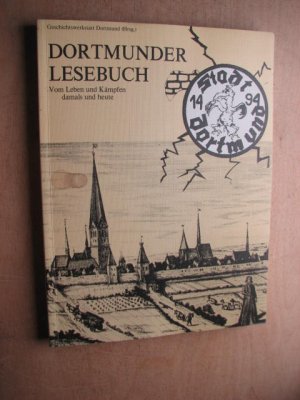 Geschichtswerkstatt Dortmund (Hrsg.)
DORTMUNDER
LESEBUCH
Vom Leben und Kämpfen
damals und heute
Stadt
14 94
Dortmund